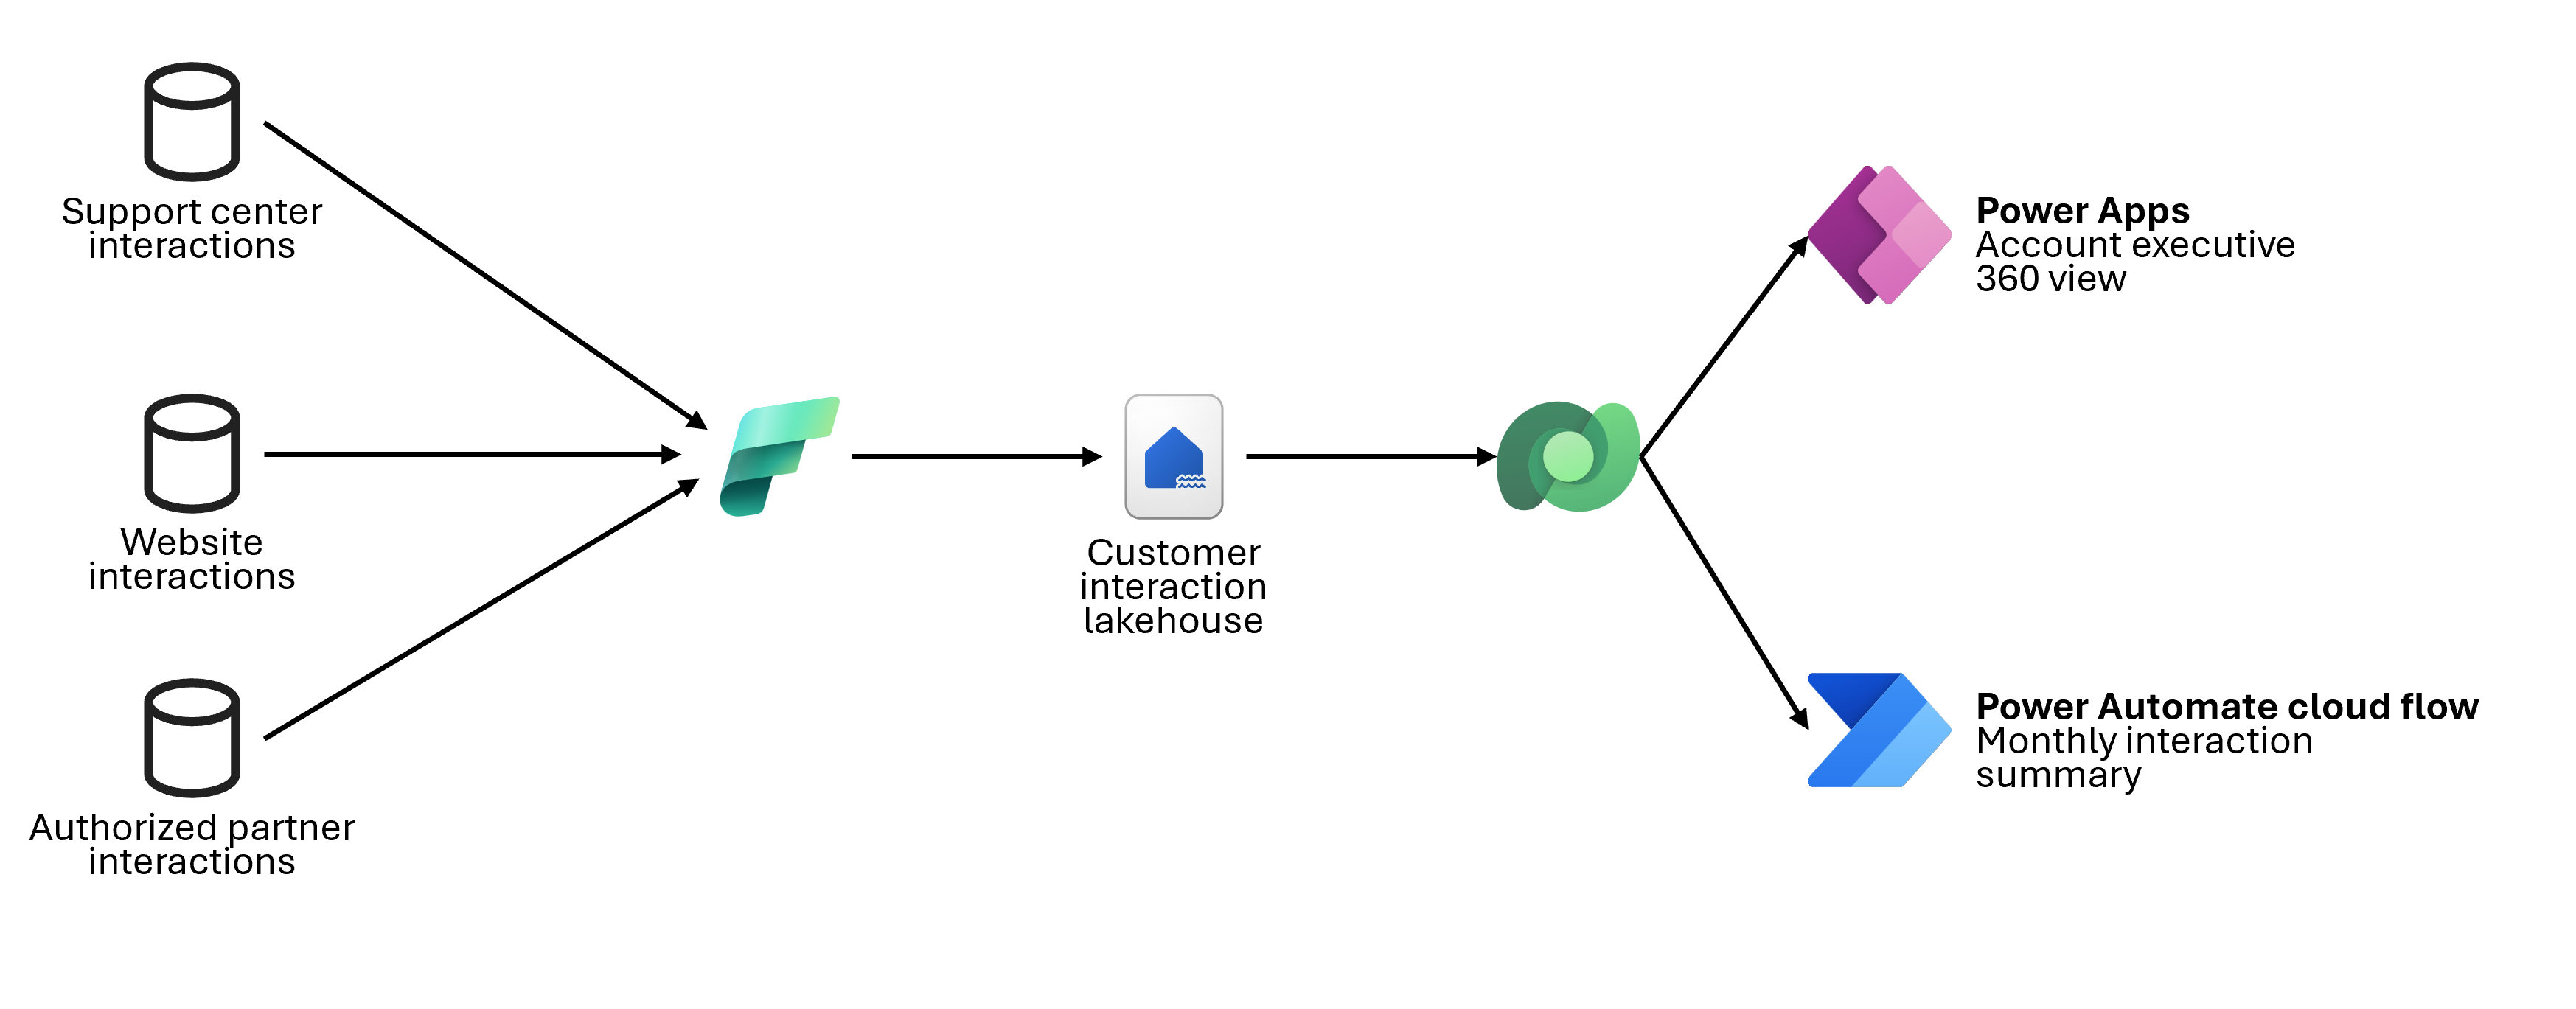 Support center
interactions
Website
interactions
Authorized partner
interactions
Customer
interaction
lakehouse
Power Apps
Account executive
360 view
Power Automate cloud flow
Monthly interaction
summary